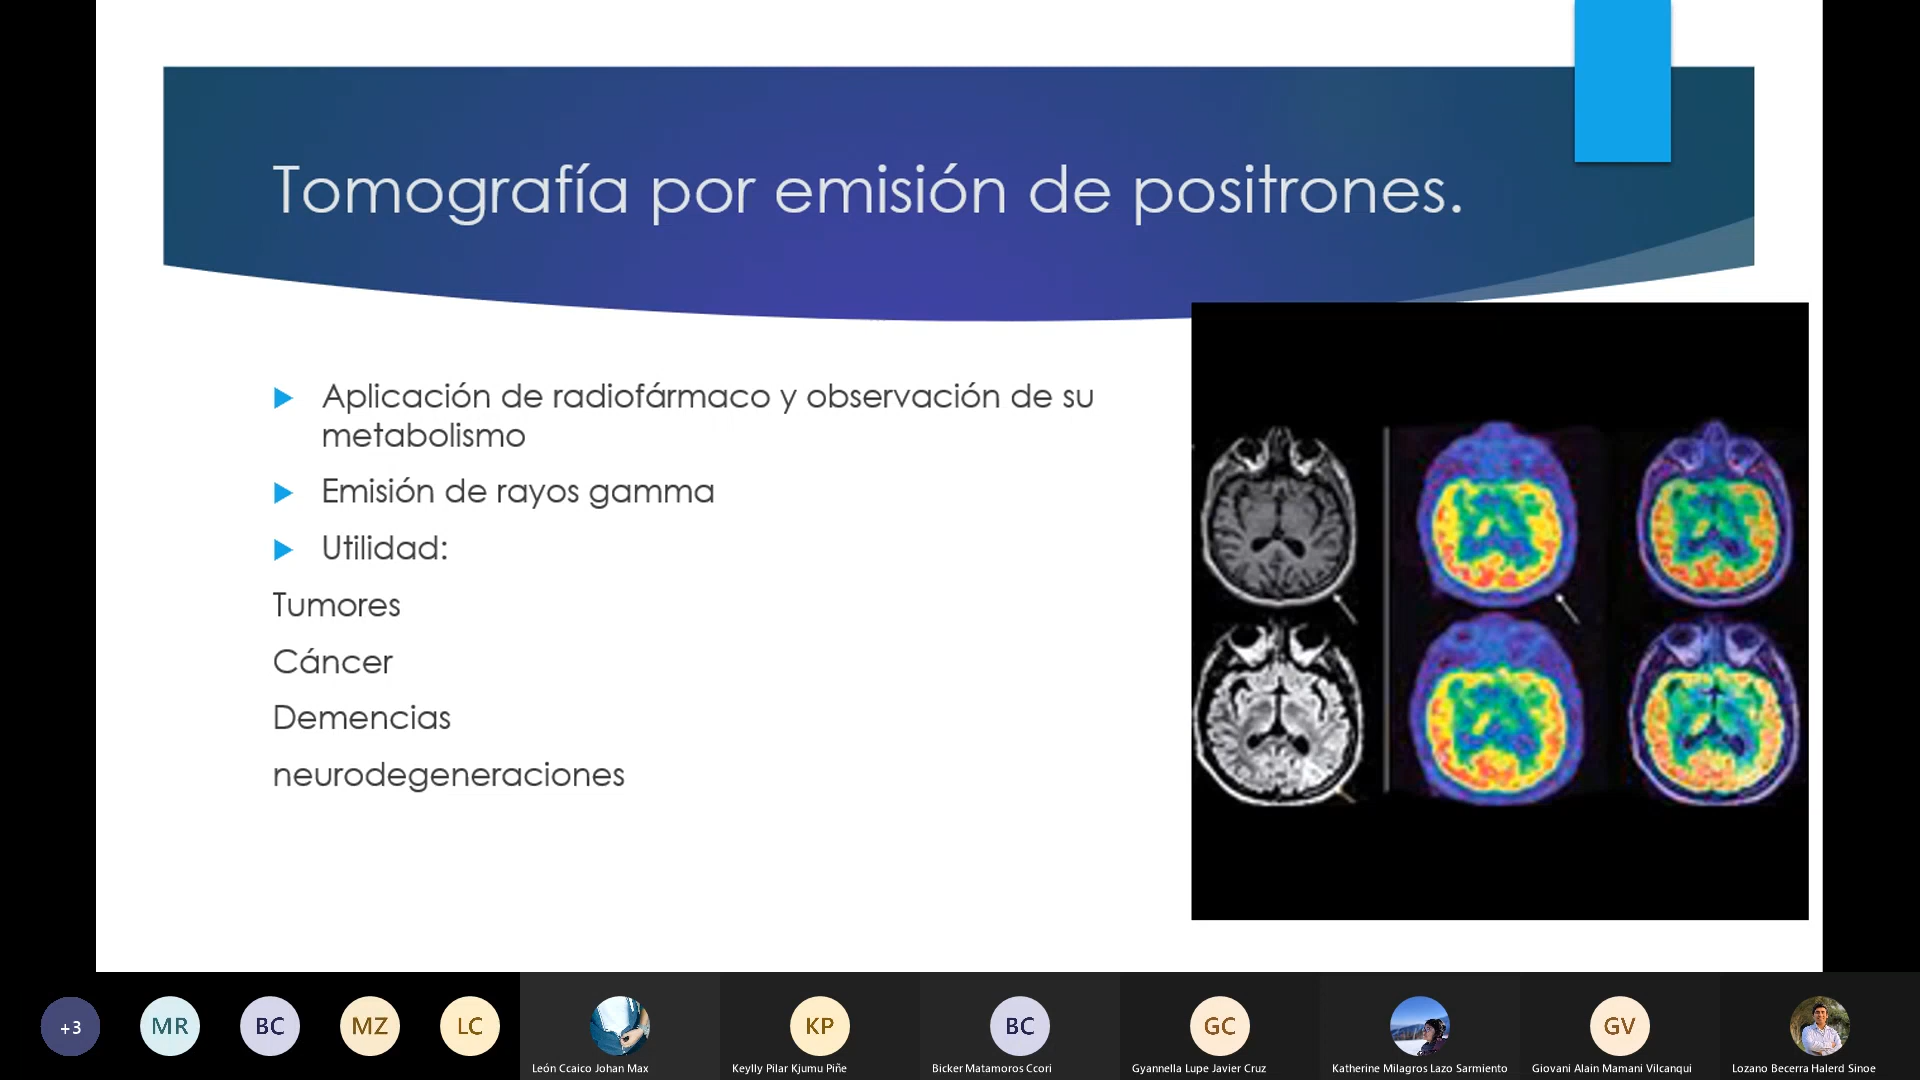 Tomografía por emisión de positrones.
Aplicación de radiofármaco y observación de su
metabolismo
Emisión de rayos gamma
Utilidad:
Tumores
Cáncer
Demencias
neurodegeneraciones
+3
MR
BC
MZ
LC
KP
BC
GC
GV
León Ccaico Johan Max
Keylly Pilar Kjumu Piñe
Bicker Matamoros Ccori
Gyannella Lupe Javier Cruz
Katherine Milagros Lazo Sarmiento
Giovani Alain Mamani Vilcanqui
Lozano Becerra Halerd Sinoe